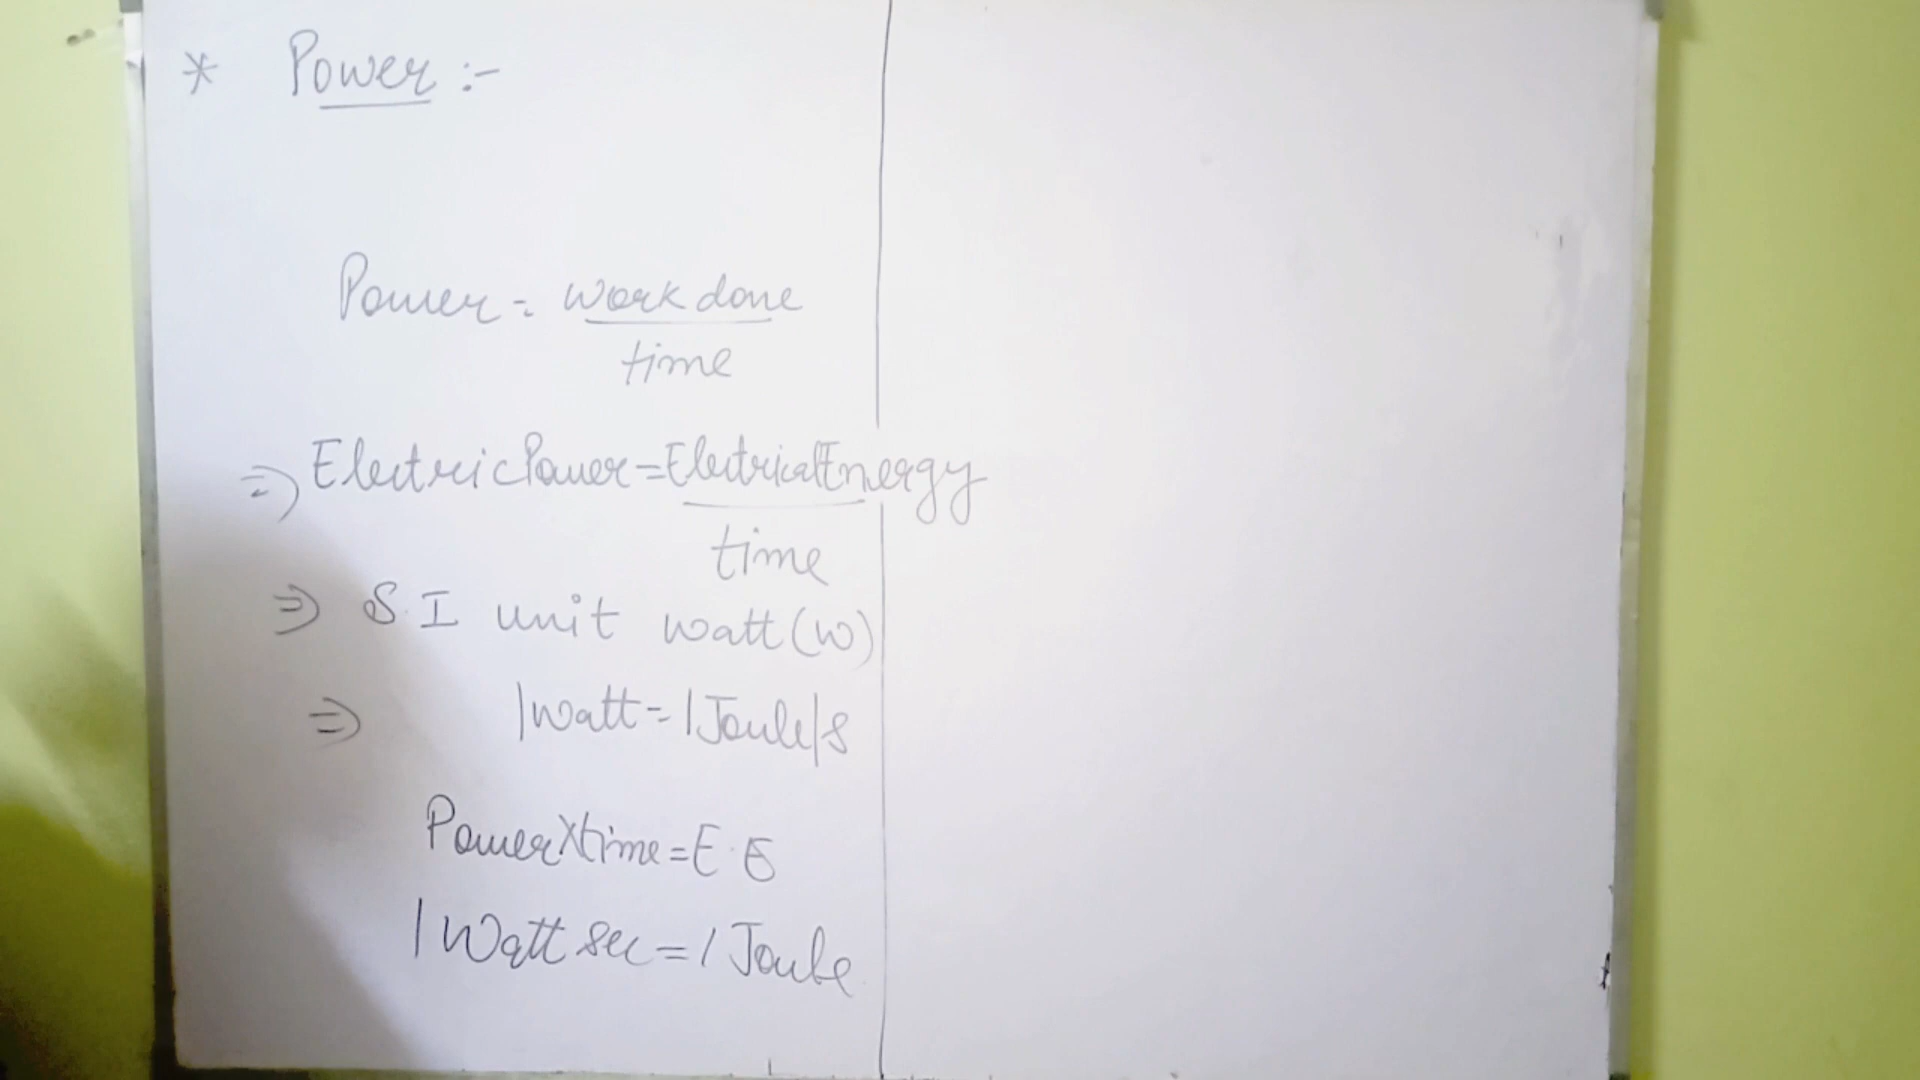 * Power :-
Power = work done
time
=> Electric Power = Electrical Energy
time
=> S.I unit watt (W)
=> 1 watt = 1 Joule/s
Power X time = E.E
1 Watt sec = 1 Joule